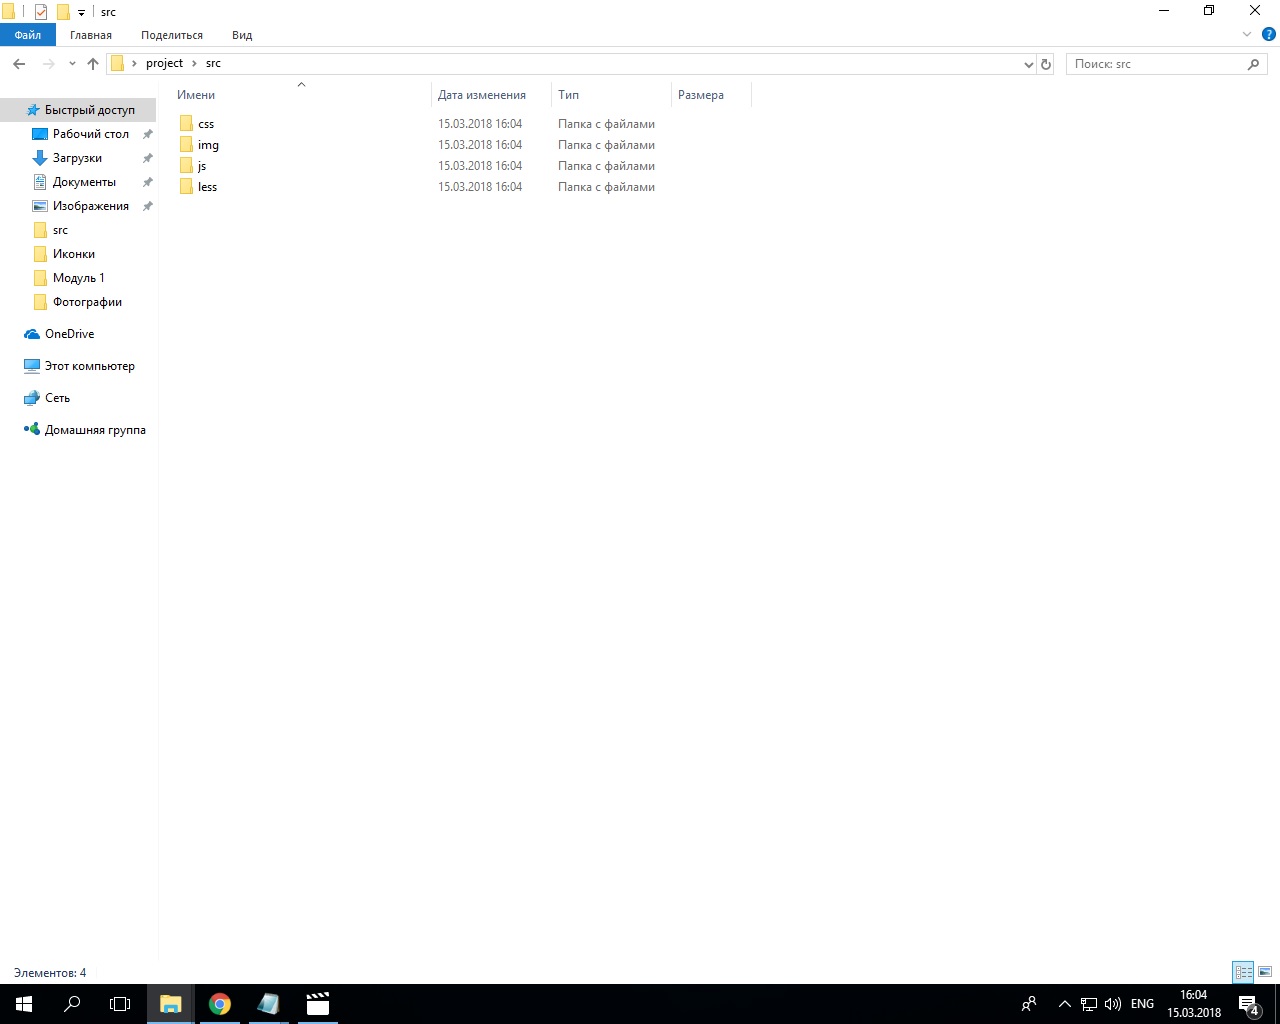 src
Файл Главная Поделиться Вид
project src Поиск: src
Имени Дата изменения Тип Размера
css 15.03.2018 16:04 Папка с файлами
img 15.03.2018 16:04 Папка с файлами
js 15.03.2018 16:04 Папка с файлами
less 15.03.2018 16:04 Папка с файлами
Быстрый доступ
Рабочий стол
Загрузки
Документы
Изображения
src
Иконки
Модуль 1
Фотографии
OneDrive
Этот компьютер
Сеть
Домашняя группа
Элементов: 4
ENG 16:04 4
15.03.2018